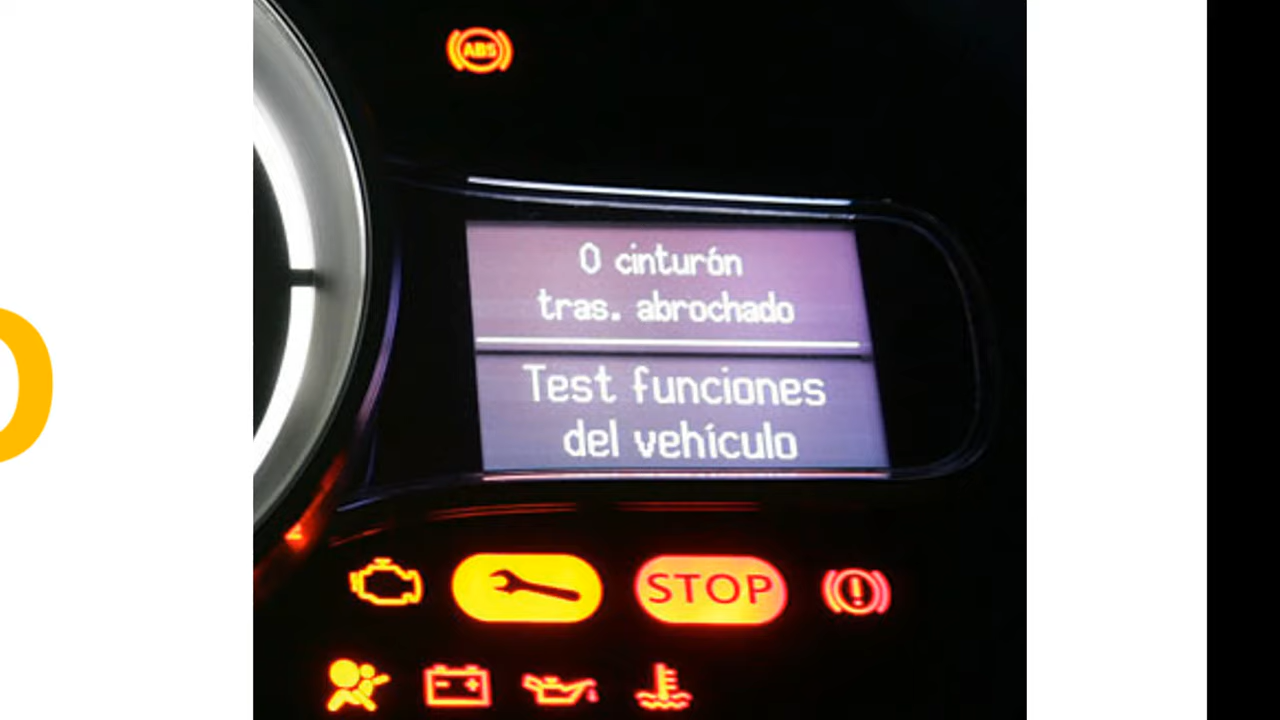 ABS
0 cinturón
tras. abrochado
Test funciones
del vehículo
STOP